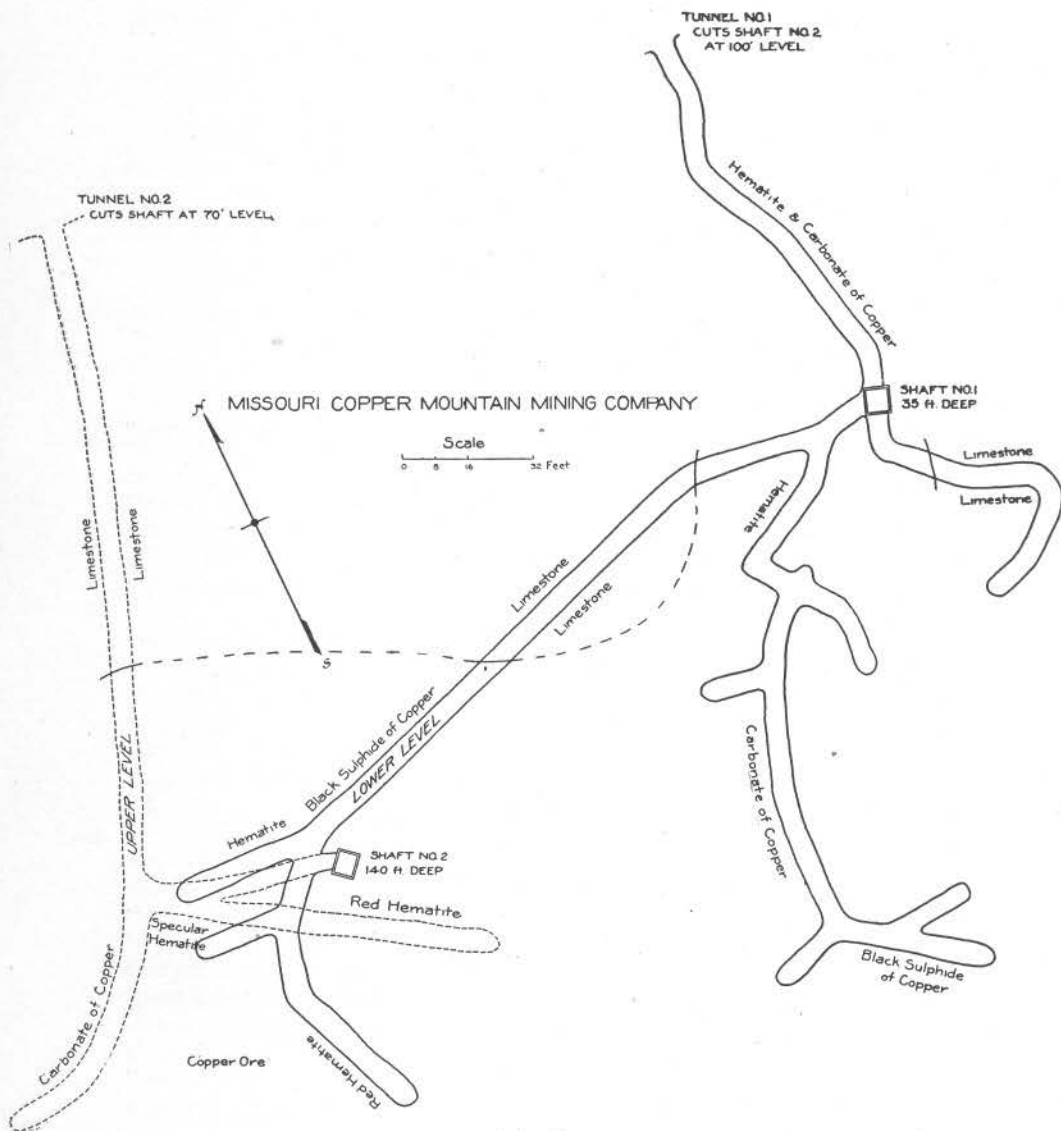 TUNNEL NO.1
CUTS SHAFT NO.2
AT 100' LEVEL
Hematite & Carbonate of Copper
TUNNEL NO.2
CUTS SHAFT AT 70' LEVEL
SHAFT NO.1
35 ft. DEEP
N
MISSOURI COPPER MOUNTAIN MINING COMPANY
Scale
0 8 16 32 Feet
Limestone
Limestone
Hematite
Limestone
Limestone
Limestone
Limestone
S
Black Sulphide of Copper
LOWER LEVEL
UPPER LEVEL
Carbonate of Copper
Hematite
SHAFT NO.2
140 ft. DEEP
Red Hematite
Specular
Hematite
Carbonate of Copper
Black Sulphide
of Copper
Red Hematite
Copper Ore